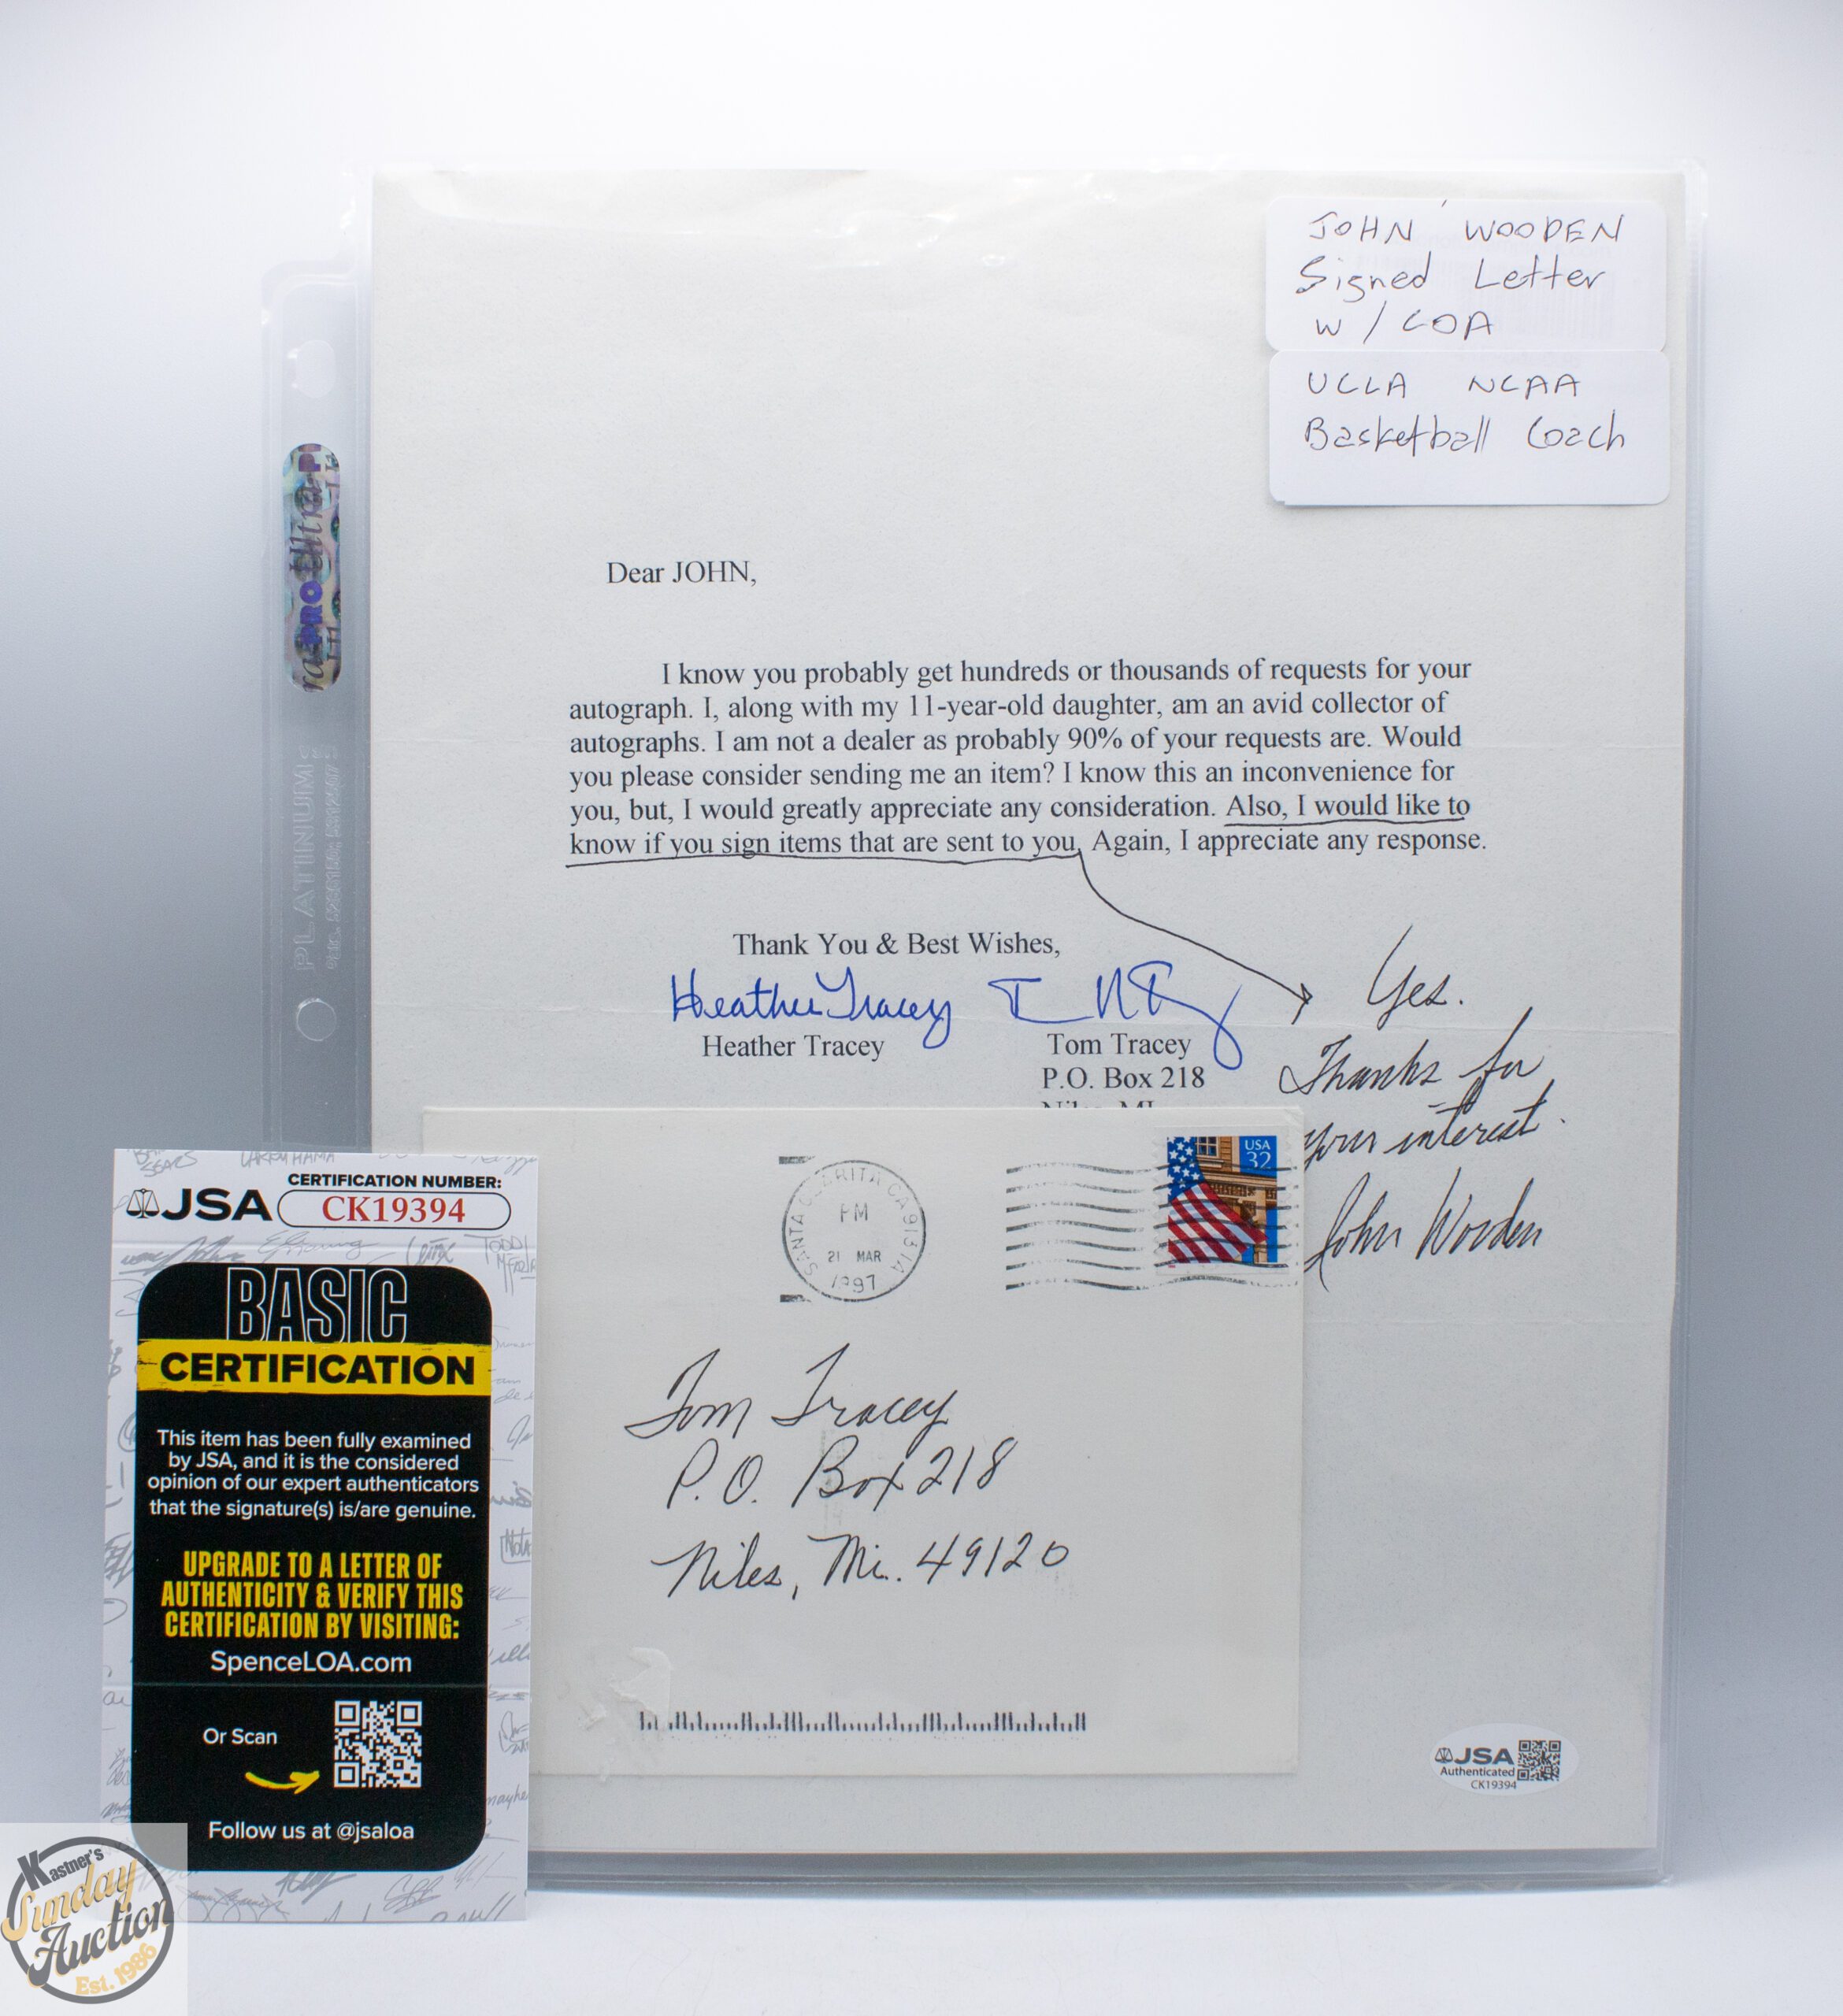 JOHN WOODEN
Signed Letter
w / COA
UCLA NCAA
Basketball Coach
Dear JOHN,
I know you probably get hundreds or thousands of requests for your
autograph. I, along with my 11-year-old daughter, am an avid collector of
autographs. I am not a dealer as probably 90% of your requests are. Would
you please consider sending me an item? I know this an inconvenience for
you, but, I would greatly appreciate any consideration. Also, I would like to
know if you sign items that are sent to you. Again, I appreciate any response.
Thank You & Best Wishes,
Heather Tracey
Heather Tracey
Tom Tracey
P.O. Box 218
Niles, MI
Yes.
Thanks for
your interest.
John Wooden
SANTA CLARITA CA 913
PM
21 MAR
1997
USA
32
Tom Tracey
P.O. Box 218
Niles, Mi. 49120
JSA
CERTIFICATION NUMBER:
CK19394
BASIC
CERTIFICATION
This item has been fully examined
by JSA, and it is the considered
opinion of our expert authenticators
that the signature(s) is/are genuine.
UPGRADE TO A LETTER OF
AUTHENTICITY & VERIFY THIS
CERTIFICATION BY VISITING:
SpenceLOA.com
Or Scan
Follow us at @jsaloa
JSA
Authenticated
CK19394
PLATINUM
Kastner's
Sunday
Auction
Est. 1986